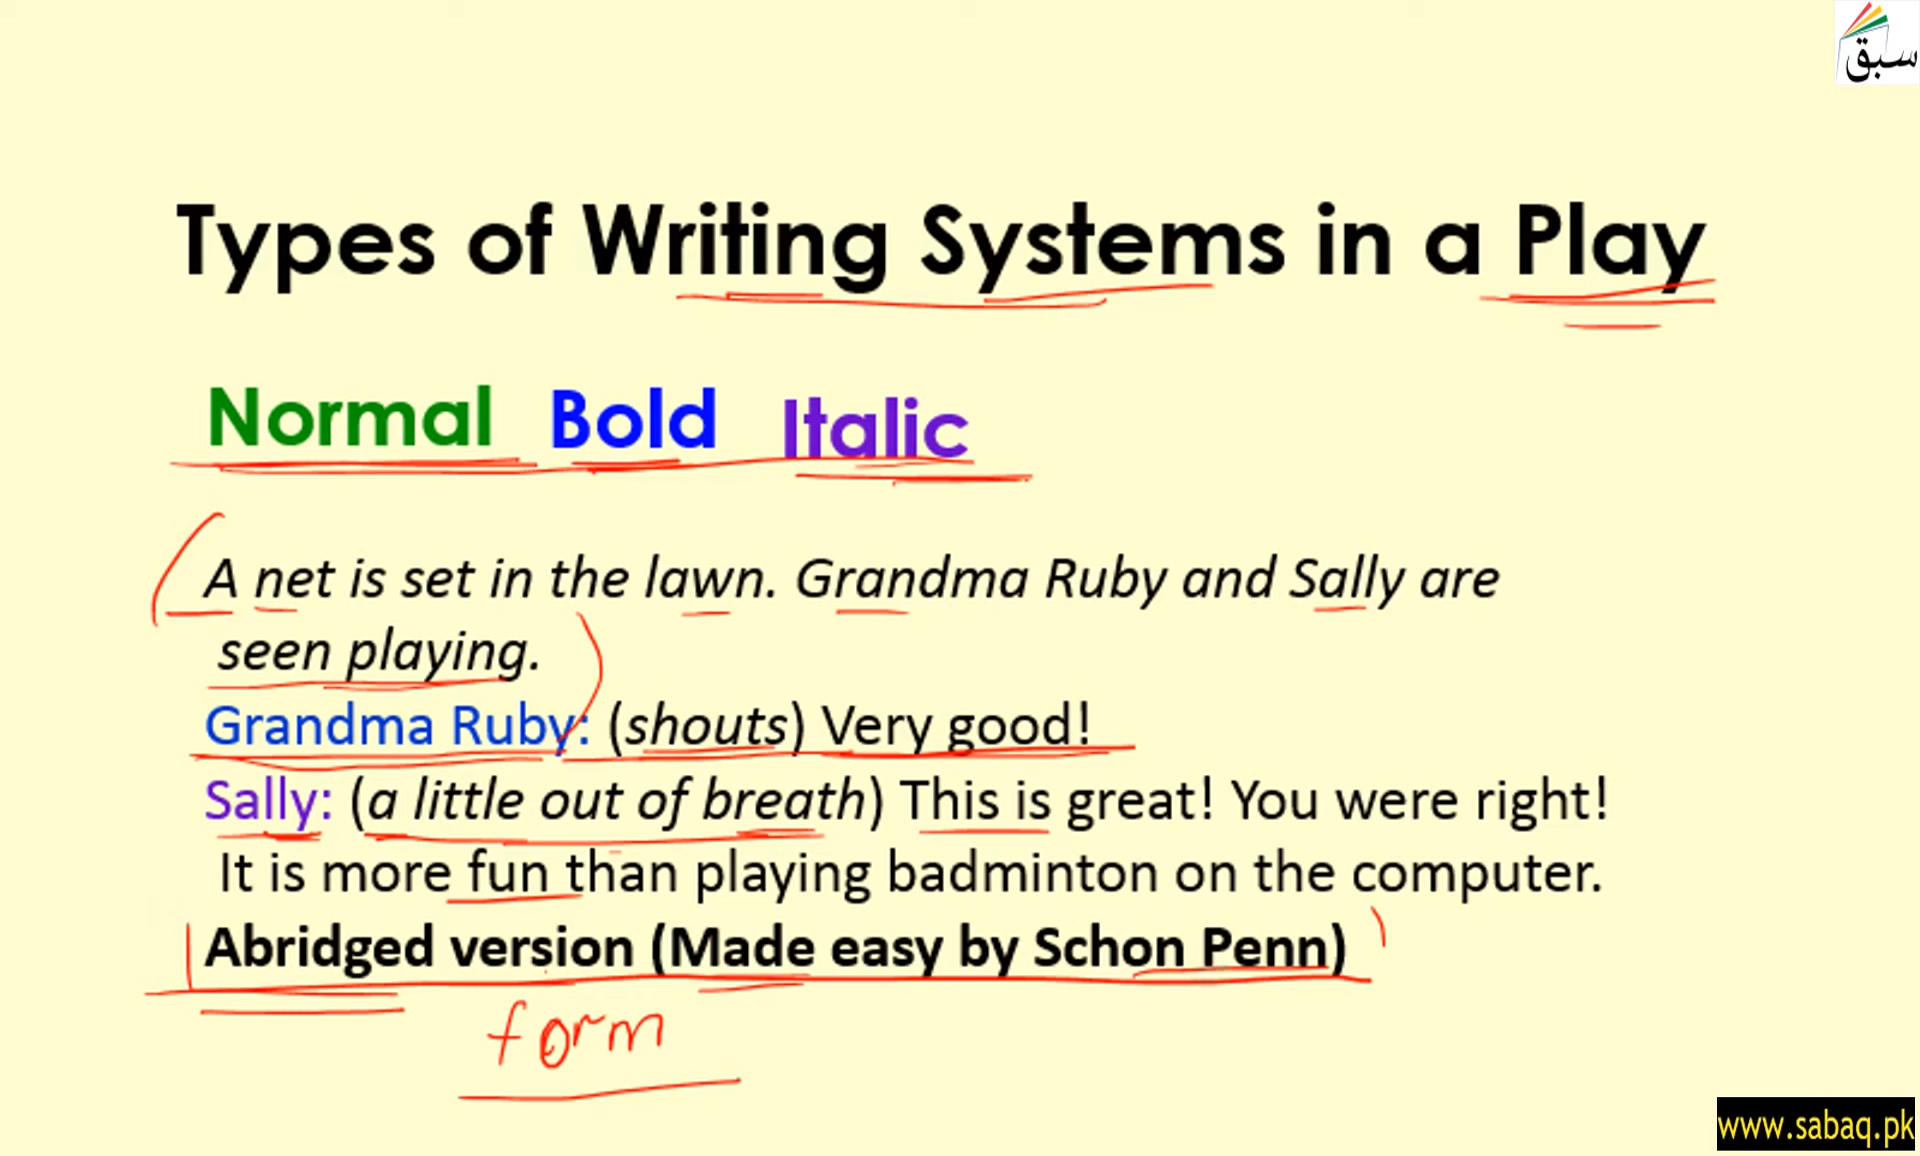 سبق
Types of Writing Systems in a Play
Normal Bold Italic
A net is set in the lawn. Grandma Ruby and Sally are
seen playing.
Grandma Ruby: (shouts) Very good!
Sally: (a little out of breath) This is great! You were right!
It is more fun than playing badminton on the computer.
Abridged version (Made easy by Schon Penn)
form
www.sabaq.pk